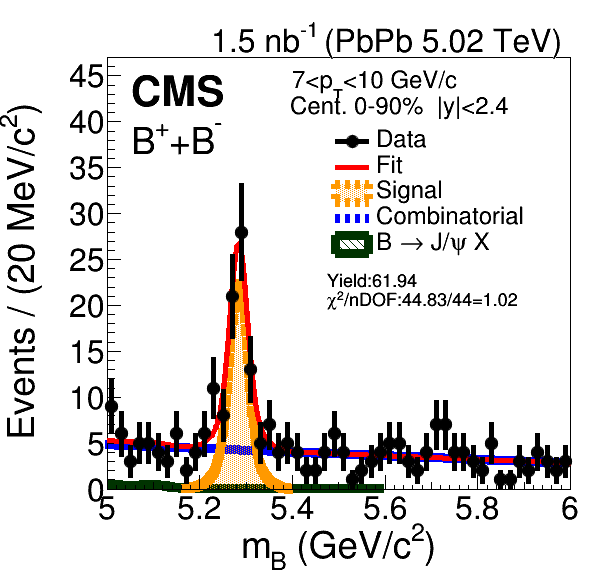 1.5 nb⁻¹ (PbPb 5.02 TeV)
CMS
B⁺+B⁻
7<p_T<10 GeV/c
Cent. 0-90% |y|<2.4
Data
Fit
Signal
Combinatorial
B → J/ψ X
Yield:61.94
χ²/nDOF:44.83/44=1.02
Events / (20 MeV/c²)
45
40
35
30
25
20
15
10
5
0
5 5.2 5.4 5.6 5.8 6
m_B (GeV/c²)